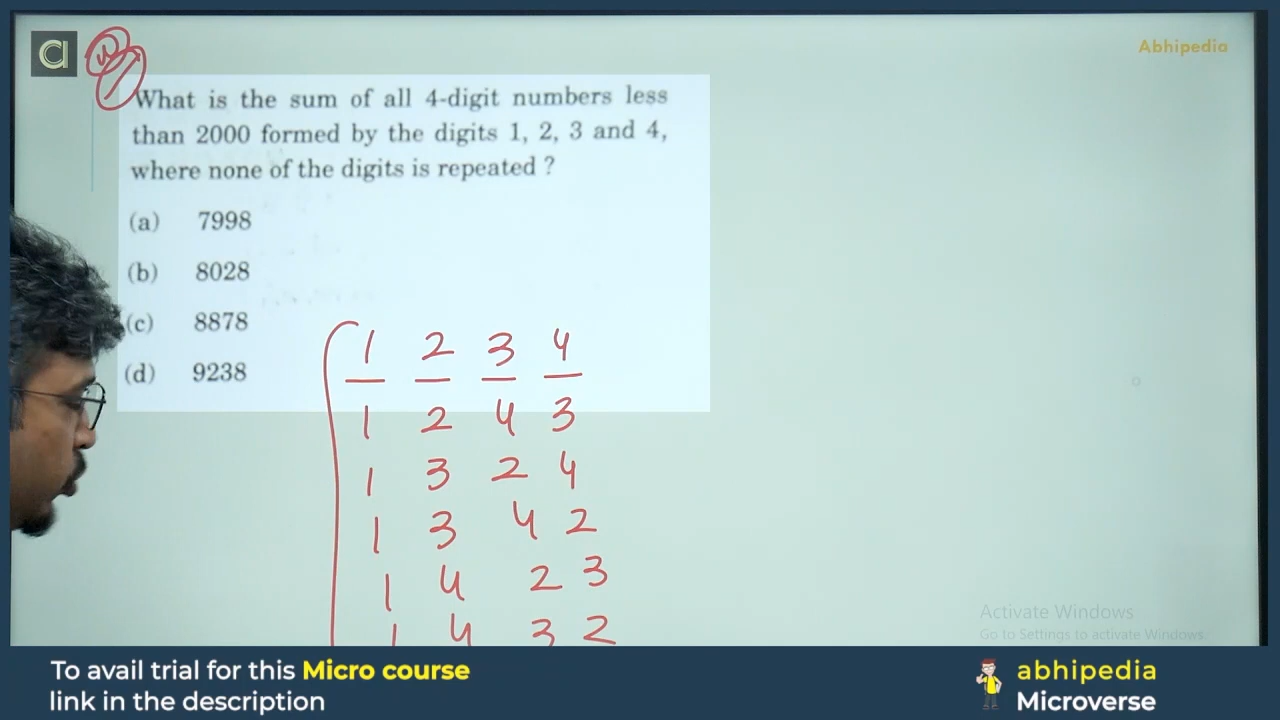 Abhipedia
What is the sum of all 4-digit numbers less
than 2000 formed by the digits 1, 2, 3 and 4,
where none of the digits is repeated ?
(a) 7998
(b) 8028
(c) 8878
(d) 9238
1 2 3 4
1 2 4 3
1 3 2 4
1 3 4 2
1 4 2 3
1 4 3 2
Activate Windows
Go to Settings to activate Windows.
To avail trial for this Micro course
link in the description
abhipedia
Microverse